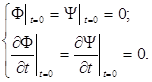 Φ|ₜ₌₀ = Ψ|ₜ₌₀ = 0;
∂Φ/∂t|ₜ₌₀ = ∂Ψ/∂t|ₜ₌₀ = 0.